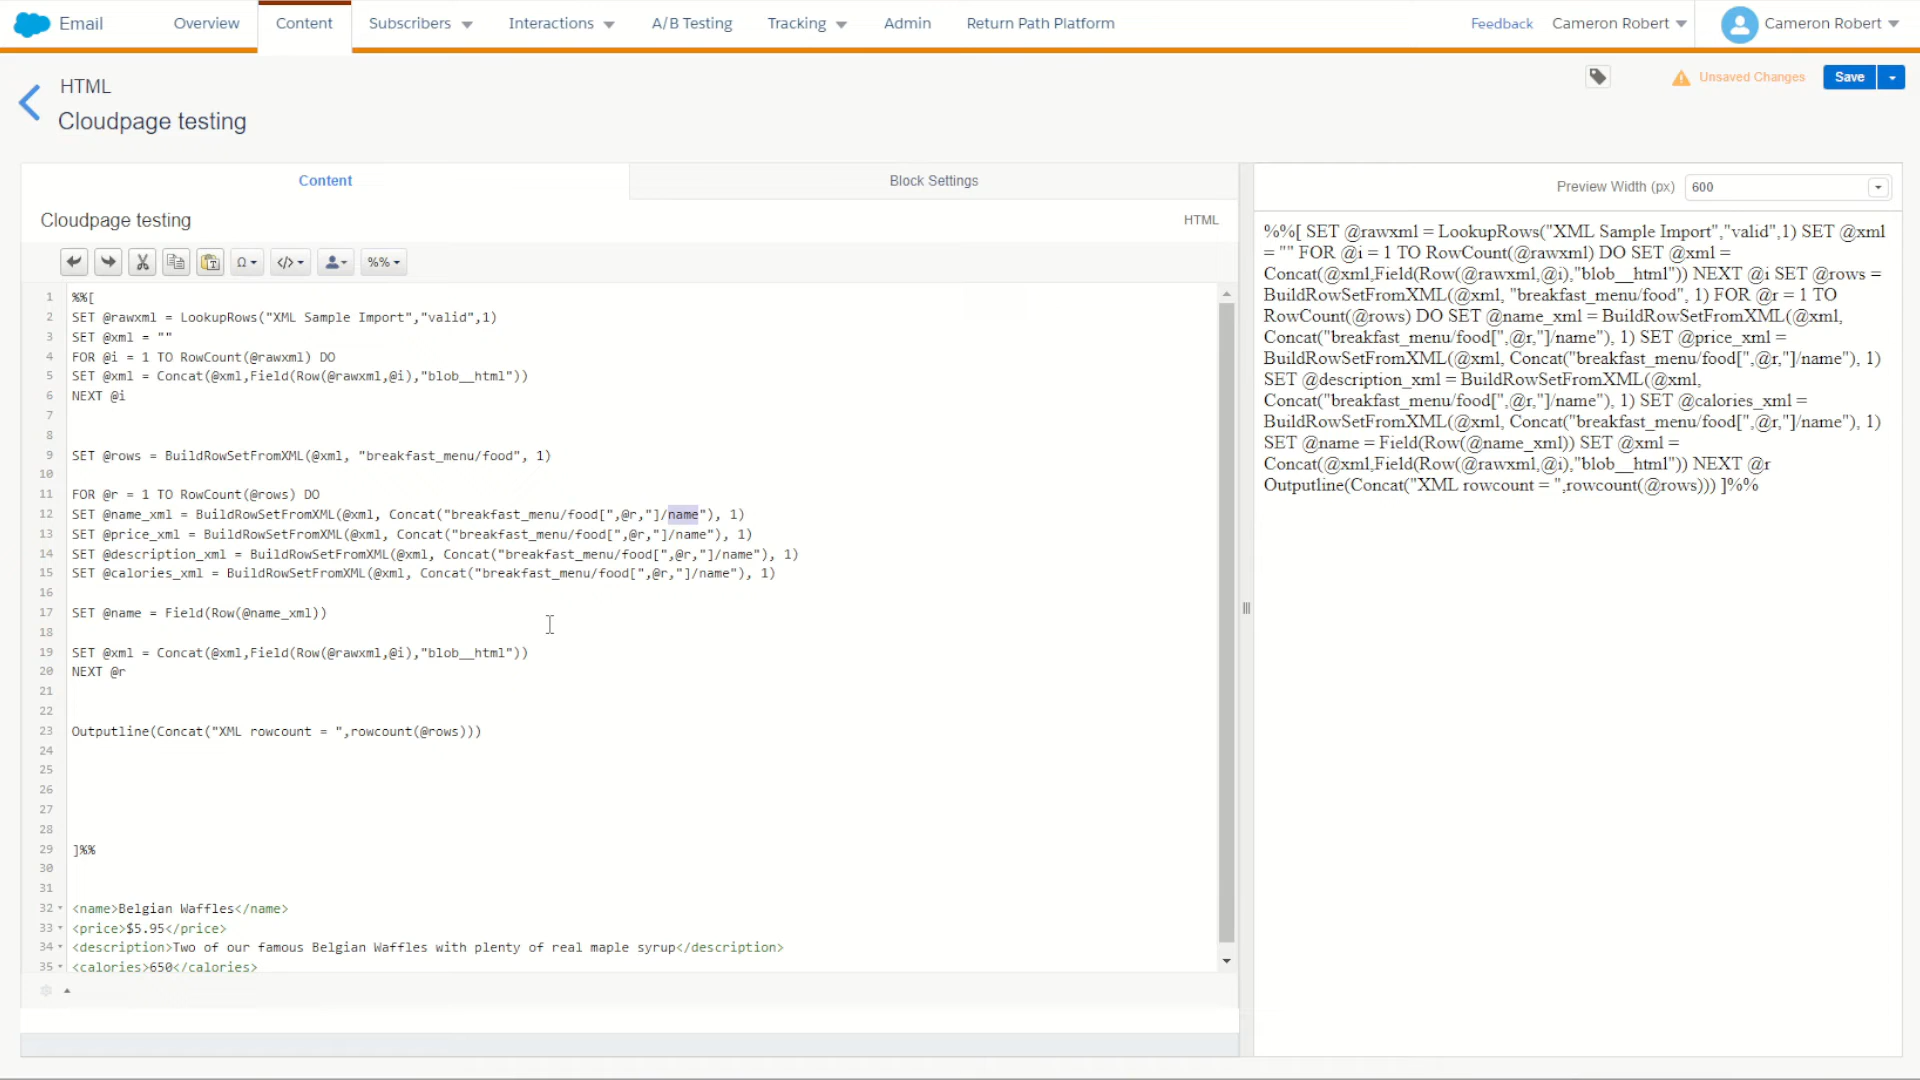 Email
Overview
Content
Subscribers
Interactions
A/B Testing
Tracking
Admin
Return Path Platform
Feedback
Cameron Robert
Cameron Robert
HTML
Cloudpage testing
Unsaved Changes
Save
Content
Block Settings
Cloudpage testing
HTML
Ω
</>
%%
1 %%[
2 SET @rawxml = LookupRows("XML Sample Import","valid",1)
3 SET @xml = ""
4 FOR @i = 1 TO RowCount(@rawxml) DO
5 SET @xml = Concat(@xml,Field(Row(@rawxml,@i),"blob__html"))
6 NEXT @i
7
8
9 SET @rows = BuildRowSetFromXML(@xml, "breakfast_menu/food", 1)
10
11 FOR @r = 1 TO RowCount(@rows) DO
12 SET @name_xml = BuildRowSetFromXML(@xml, Concat("breakfast_menu/food[",@r,"]/name"), 1)
13 SET @price_xml = BuildRowSetFromXML(@xml, Concat("breakfast_menu/food[",@r,"]/name"), 1)
14 SET @description_xml = BuildRowSetFromXML(@xml, Concat("breakfast_menu/food[",@r,"]/name"), 1)
15 SET @calories_xml = BuildRowSetFromXML(@xml, Concat("breakfast_menu/food[",@r,"]/name"), 1)
16
17 SET @name = Field(Row(@name_xml))
18
19 SET @xml = Concat(@xml,Field(Row(@rawxml,@i),"blob__html"))
20 NEXT @r
21
22
23 Outputline(Concat("XML rowcount = ",rowcount(@rows)))
24
25
26
27
28
29 ]%%
30
31
32 <name>Belgian Waffles</name>
33 <price>$5.95</price>
34 <description>Two of our famous Belgian Waffles with plenty of real maple syrup</description>
35 <calories>650</calories>
Preview Width (px)
600
%%[ SET @rawxml = LookupRows("XML Sample Import","valid",1) SET @xml
= "" FOR @i = 1 TO RowCount(@rawxml) DO SET @xml =
Concat(@xml,Field(Row(@rawxml,@i),"blob__html")) NEXT @i SET @rows =
BuildRowSetFromXML(@xml, "breakfast_menu/food", 1) FOR @r = 1 TO
RowCount(@rows) DO SET @name_xml = BuildRowSetFromXML(@xml,
Concat("breakfast_menu/food[",@r,"]/name"), 1) SET @price_xml =
BuildRowSetFromXML(@xml, Concat("breakfast_menu/food[",@r,"]/name"), 1)
SET @description_xml = BuildRowSetFromXML(@xml,
Concat("breakfast_menu/food[",@r,"]/name"), 1) SET @calories_xml =
BuildRowSetFromXML(@xml, Concat("breakfast_menu/food[",@r,"]/name"), 1)
SET @name = Field(Row(@name_xml)) SET @xml =
Concat(@xml,Field(Row(@rawxml,@i),"blob__html")) NEXT @r
Outputline(Concat("XML rowcount = ",rowcount(@rows))) ]%%